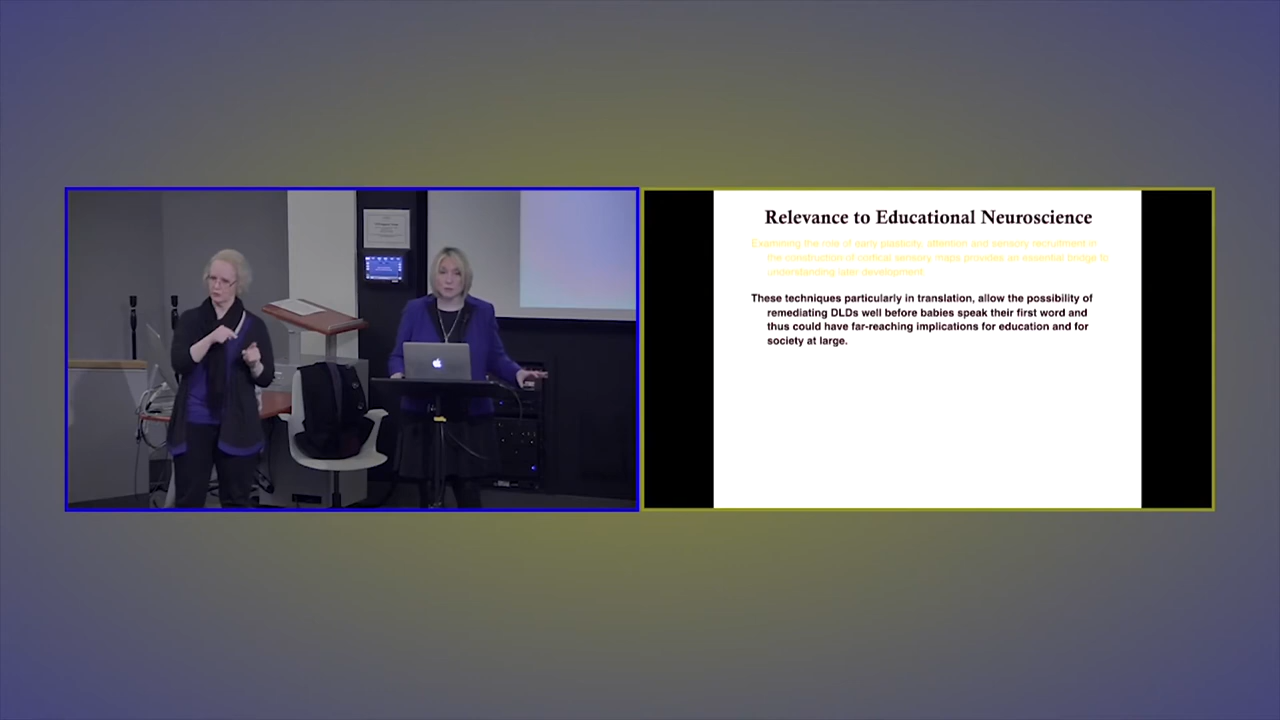 Relevance to Educational Neuroscience
Examining the role of early plasticity, attention and sensory recruitment in
the construction of cortical sensory maps provides an essential bridge to
understanding later development.
These techniques particularly in translation, allow the possibility of
remediating DLDs well before babies speak their first word and
thus could have far-reaching implications for education and for
society at large.